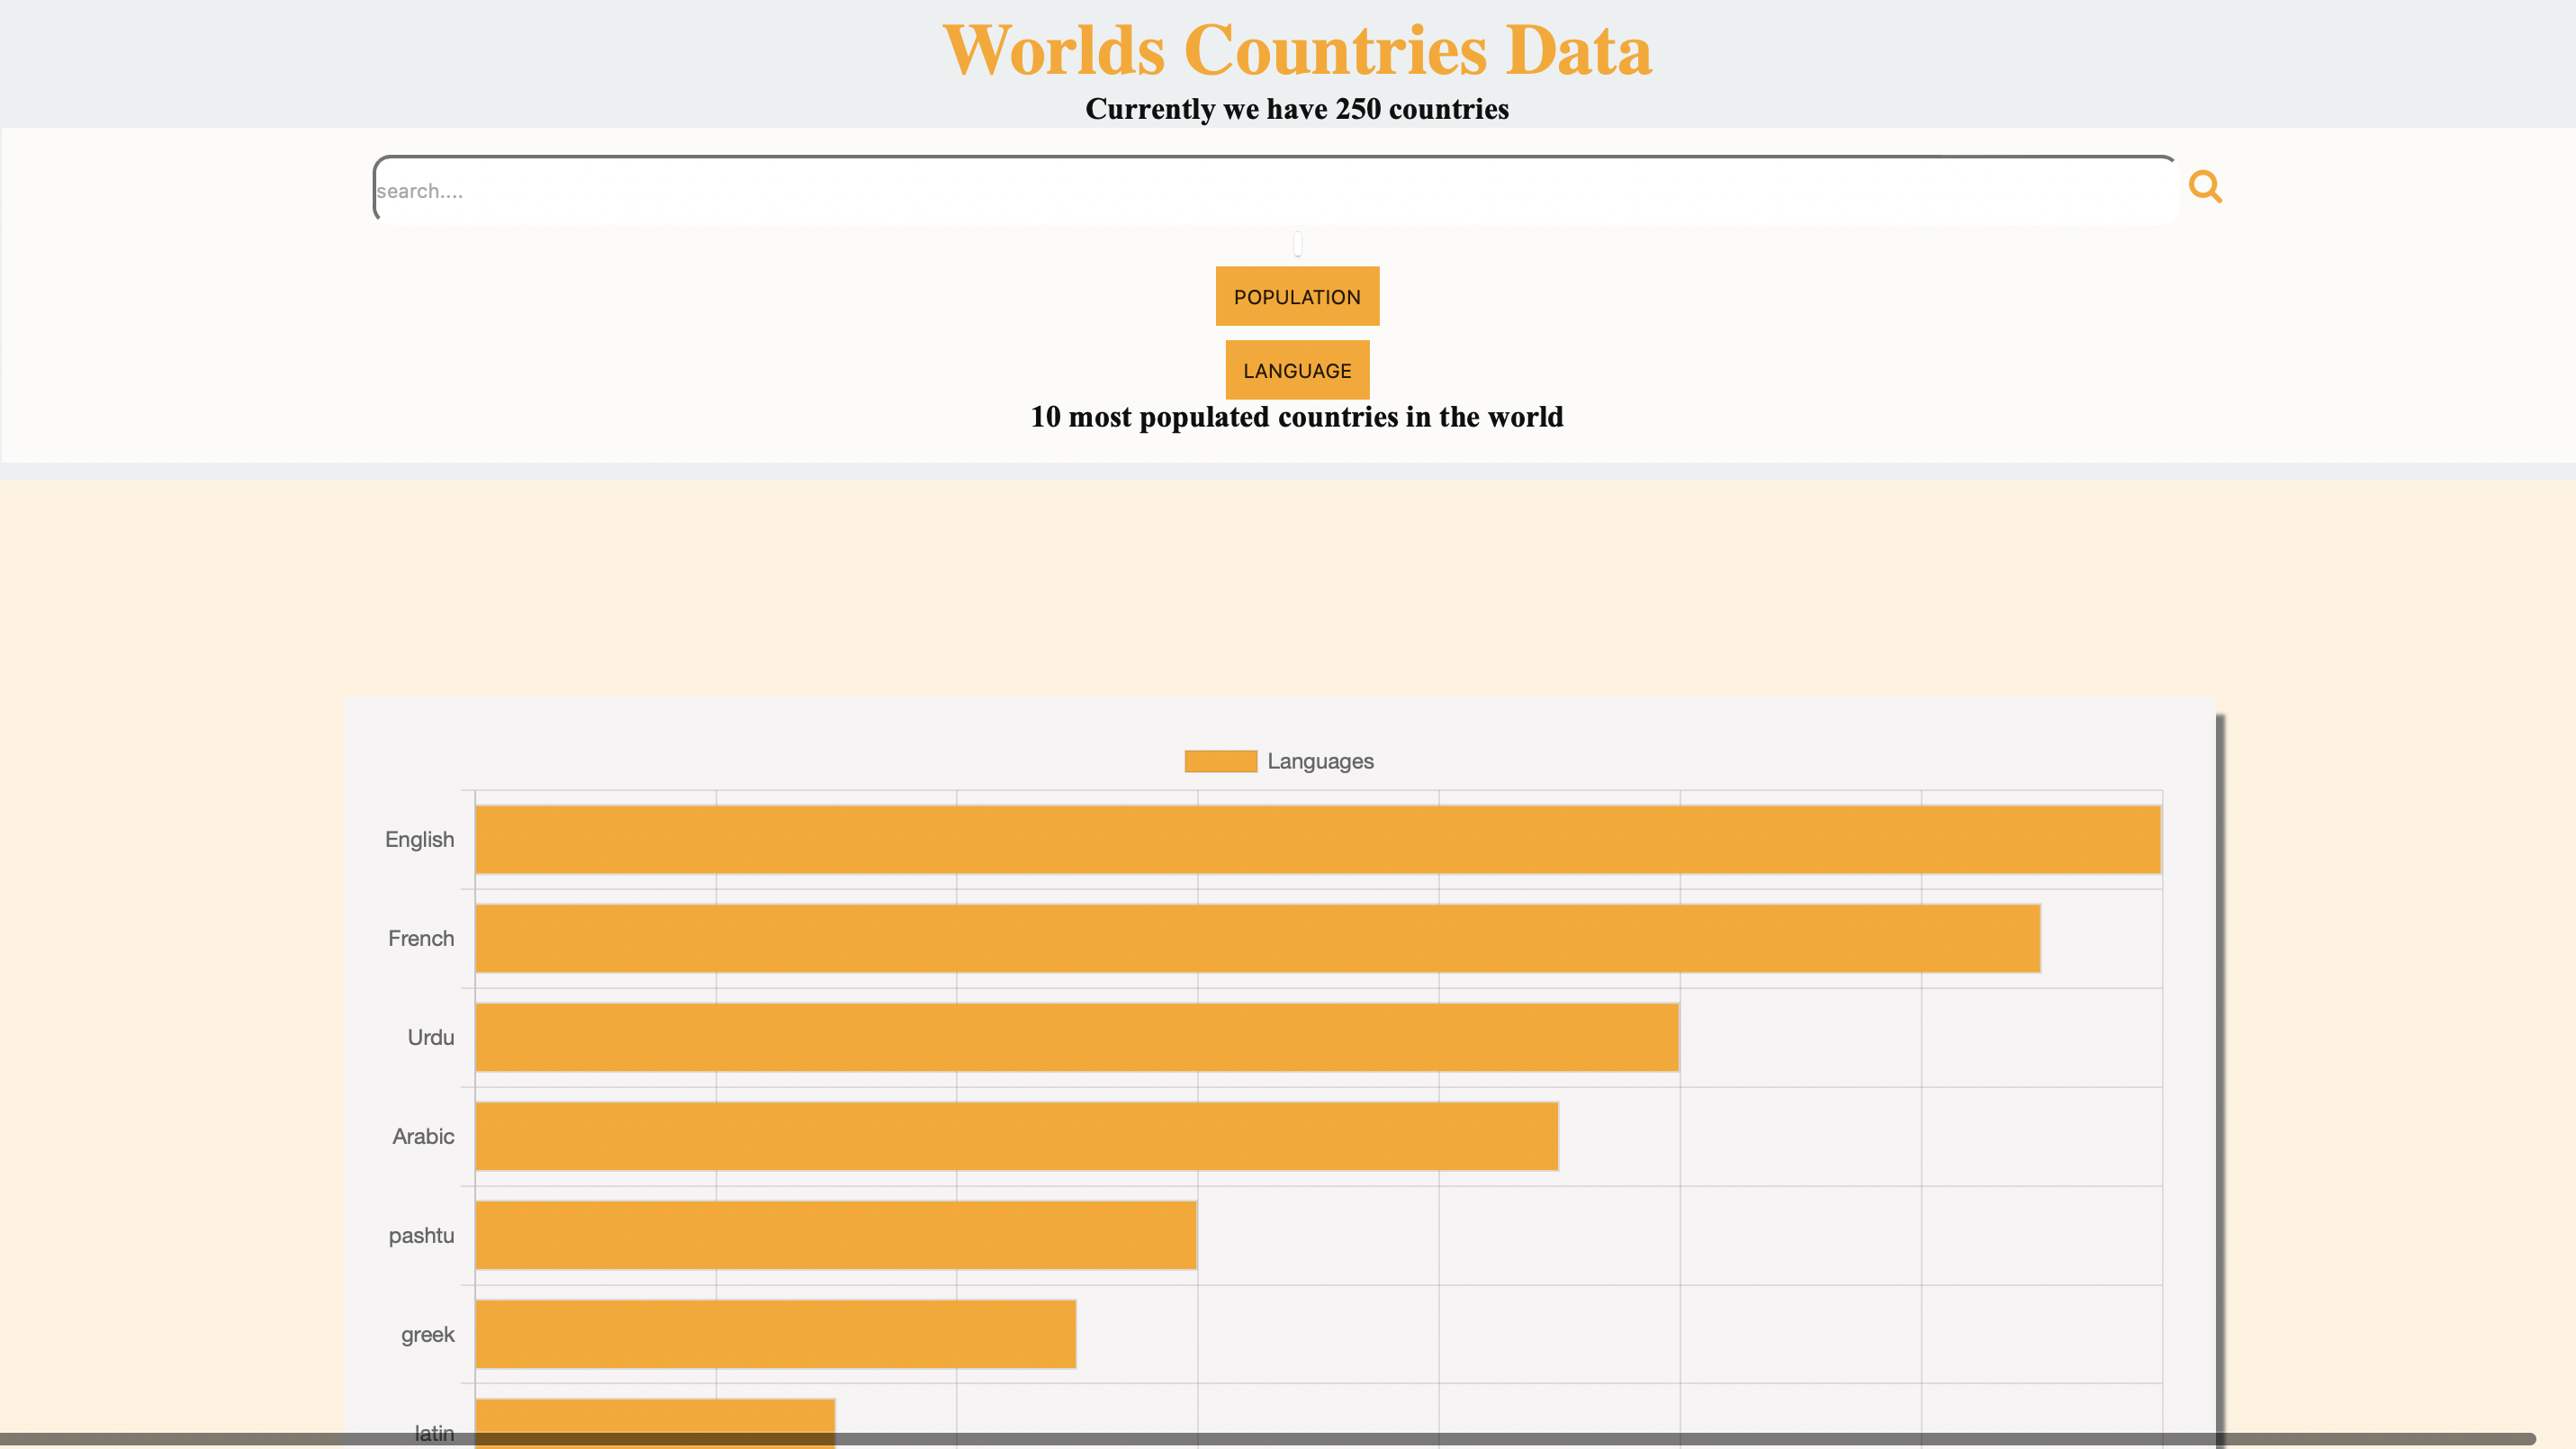 Worlds Countries Data
Currently we have 250 countries
search....
POPULATION
LANGUAGE
10 most populated countries in the world
Languages
English
French
Urdu
Arabic
pashtu
greek
latin